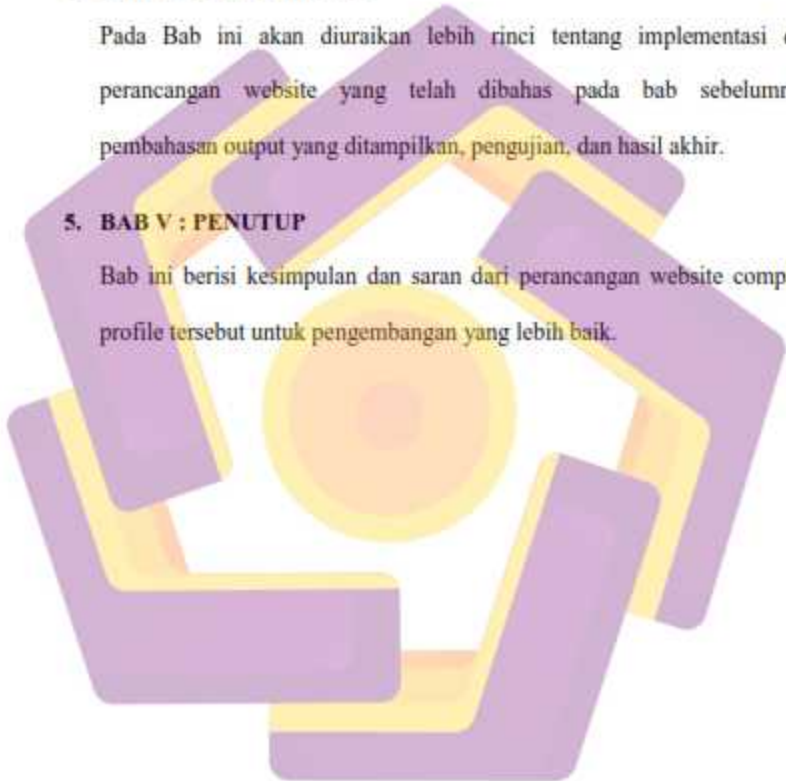 Pada Bab ini akan diuraikan lebih rinci tentang implementasi
perancangan website yang telah dibahas pada bab
pembahasan output yang ditampilkan, pengujian, dan hasil akhir.
5. BAB V : PENUTUP
Bab ini berisi kesimpulan dan saran dari perancangan website
profile tersebut untuk pengembangan yang lebih baik.